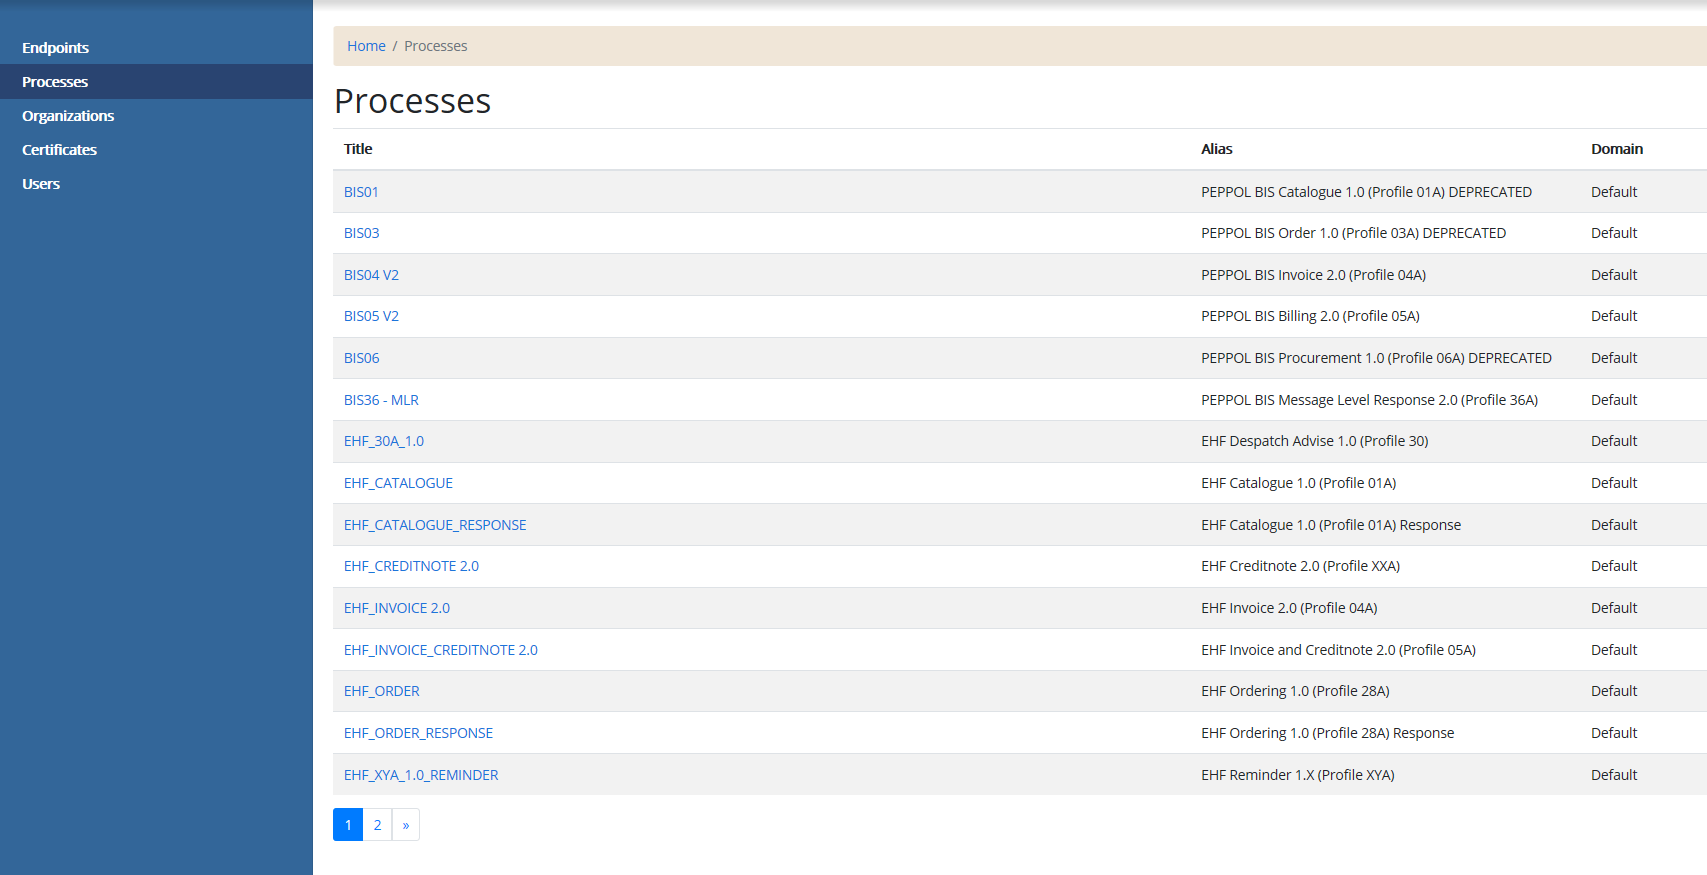 Endpoints
Processes
Organizations
Certificates
Users
Home / Processes
Processes
Title Alias Domain
BIS01 PEPPOL BIS Catalogue 1.0 (Profile 01A) DEPRECATED Default
BIS03 PEPPOL BIS Order 1.0 (Profile 03A) DEPRECATED Default
BIS04 V2 PEPPOL BIS Invoice 2.0 (Profile 04A) Default
BIS05 V2 PEPPOL BIS Billing 2.0 (Profile 05A) Default
BIS06 PEPPOL BIS Procurement 1.0 (Profile 06A) DEPRECATED Default
BIS36 - MLR PEPPOL BIS Message Level Response 2.0 (Profile 36A) Default
EHF_30A_1.0 EHF Despatch Advise 1.0 (Profile 30) Default
EHF_CATALOGUE EHF Catalogue 1.0 (Profile 01A) Default
EHF_CATALOGUE_RESPONSE EHF Catalogue 1.0 (Profile 01A) Response Default
EHF_CREDITNOTE 2.0 EHF Creditnote 2.0 (Profile XXA) Default
EHF_INVOICE 2.0 EHF Invoice 2.0 (Profile 04A) Default
EHF_INVOICE_CREDITNOTE 2.0 EHF Invoice and Creditnote 2.0 (Profile 05A) Default
EHF_ORDER EHF Ordering 1.0 (Profile 28A) Default
EHF_ORDER_RESPONSE EHF Ordering 1.0 (Profile 28A) Response Default
EHF_XYA_1.0_REMINDER EHF Reminder 1.X (Profile XYA) Default
1 2 »